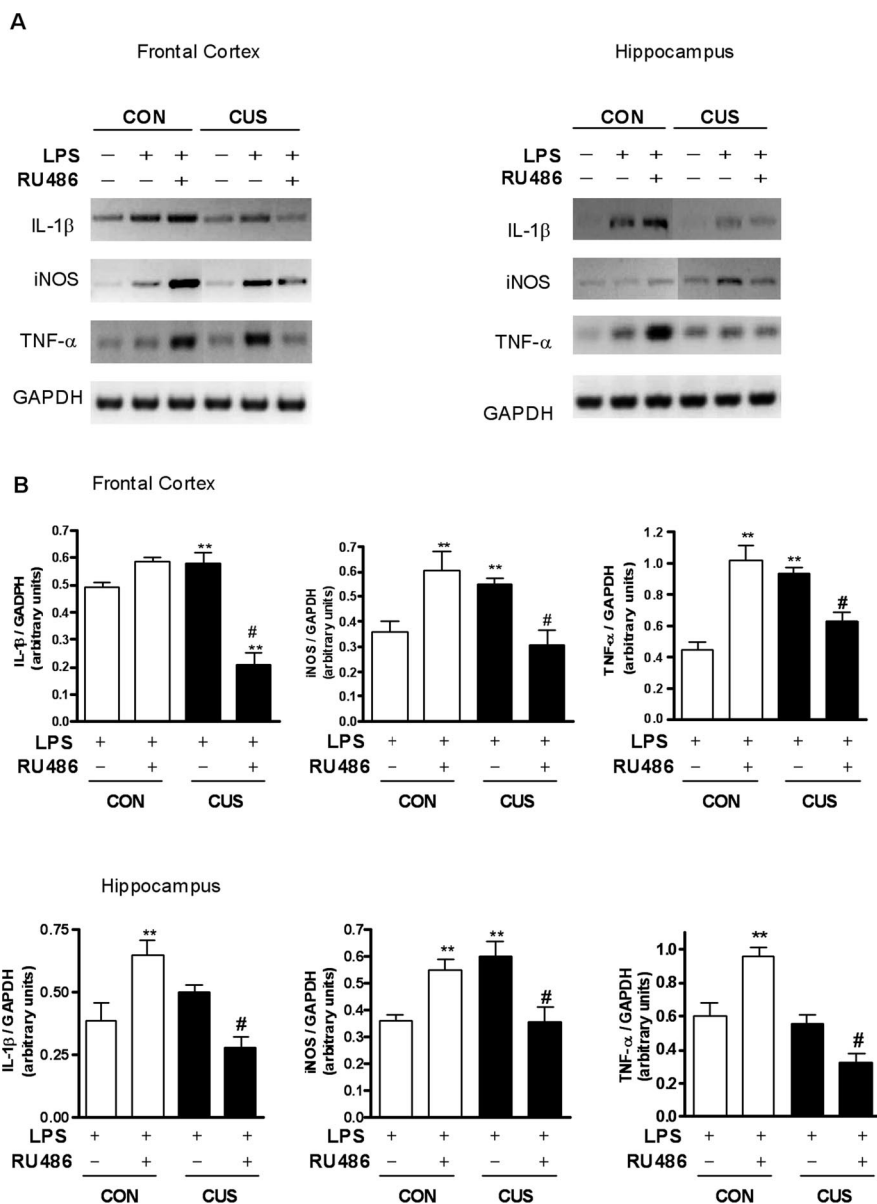 A
Frontal Cortex
Hippocampus
CON CUS
LPS − + + − + +
RU486 − − + − − +
IL-1β
iNOS
TNF-α
GAPDH
CON CUS
LPS − + + − + +
RU486 − − + − − +
IL-1β
iNOS
TNF-α
GAPDH
B
Frontal Cortex
IL-1β / GADPH
(arbitrary units)
0.7
0.6
0.5
0.4
0.3
0.2
0.1
0.0
**
#
**
LPS + + + +
RU486 − + − +
CON CUS
iNOS / GAPDH
(arbitrary units)
0.7
0.6
0.5
0.4
0.3
0.2
0.1
0.0
**
**
#
LPS + + + +
RU486 − + − +
CON CUS
TNF-α / GAPDH
(arbitrary units)
1.2
1.0
0.8
0.6
0.4
0.2
0.0
**
**
#
LPS + + + +
RU486 − + − +
CON CUS
Hippocampus
IL-1β / GAPDH
(arbitrary units)
0.75
0.50
0.25
0.00
**
#
LPS + + + +
RU486 − + − +
CON CUS
iNOS / GAPDH
(arbitrary units)
0.7
0.6
0.5
0.4
0.3
0.2
0.1
0.0
**
**
#
LPS + + + +
RU486 − + − +
CON CUS
TNF-α / GAPDH
(arbitrary units)
1.0
0.8
0.6
0.4
0.2
0.0
**
#
LPS + + + +
RU486 − + − +
CON CUS